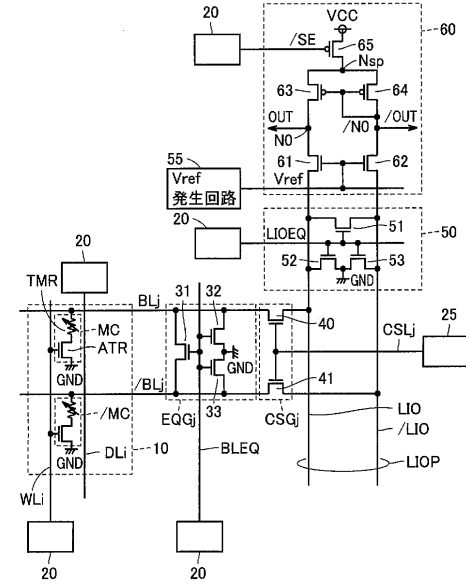 20
VCC
/SE
65
60
Nsp
63
64
OUT
/N0
/OUT
N0
55
61
62
Vref
発生回路
Vref
20
51
LIOEQ
50
20
52
53
GND
TMR
31
32
BLj
40
25
MC
CSLj
ATR
GND
GND
/BLj
41
33
/MC
EQGj
CSGj
LIO
/LIO
GND
10
DLi
BLEQ
LIOP
WLi
20
20